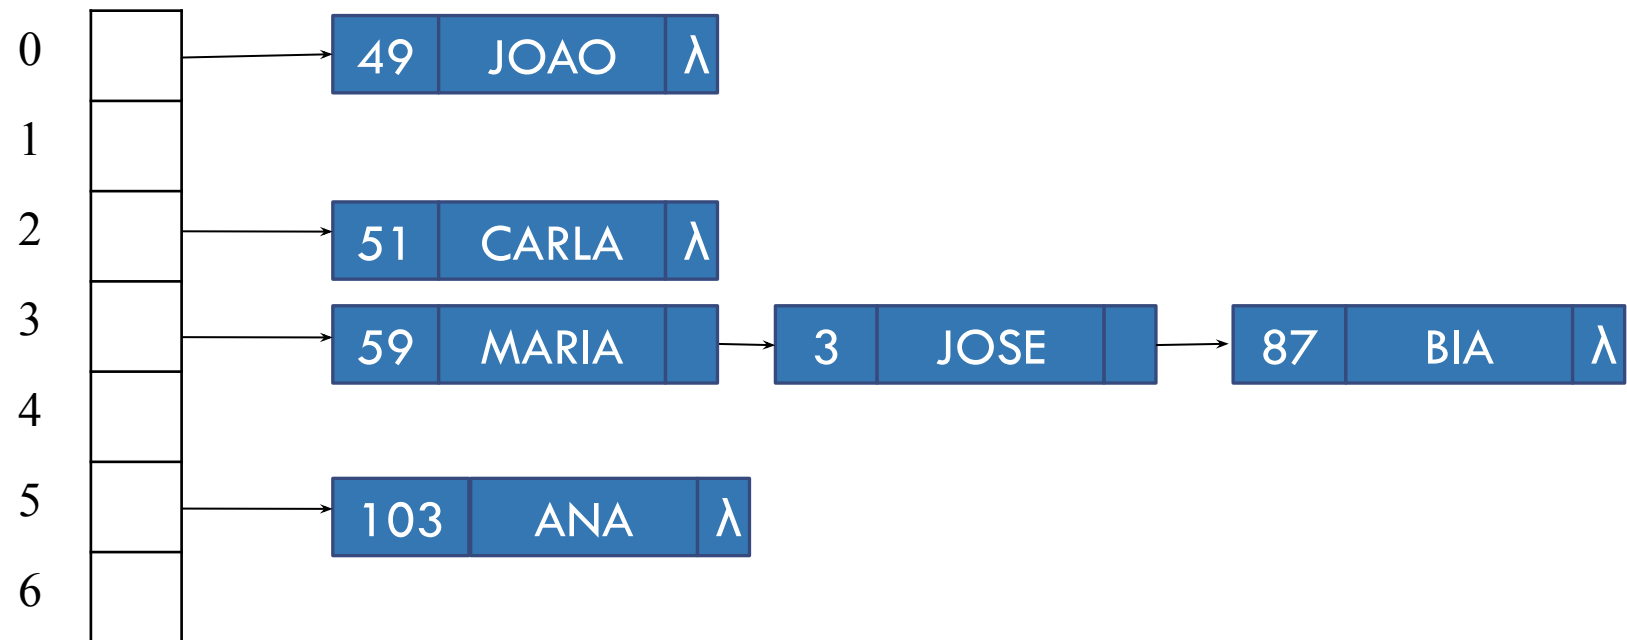 0 49 JOAO λ
1
2 51 CARLA λ
3 59 MARIA 3 JOSE 87 BIA λ
4
5 103 ANA λ
6